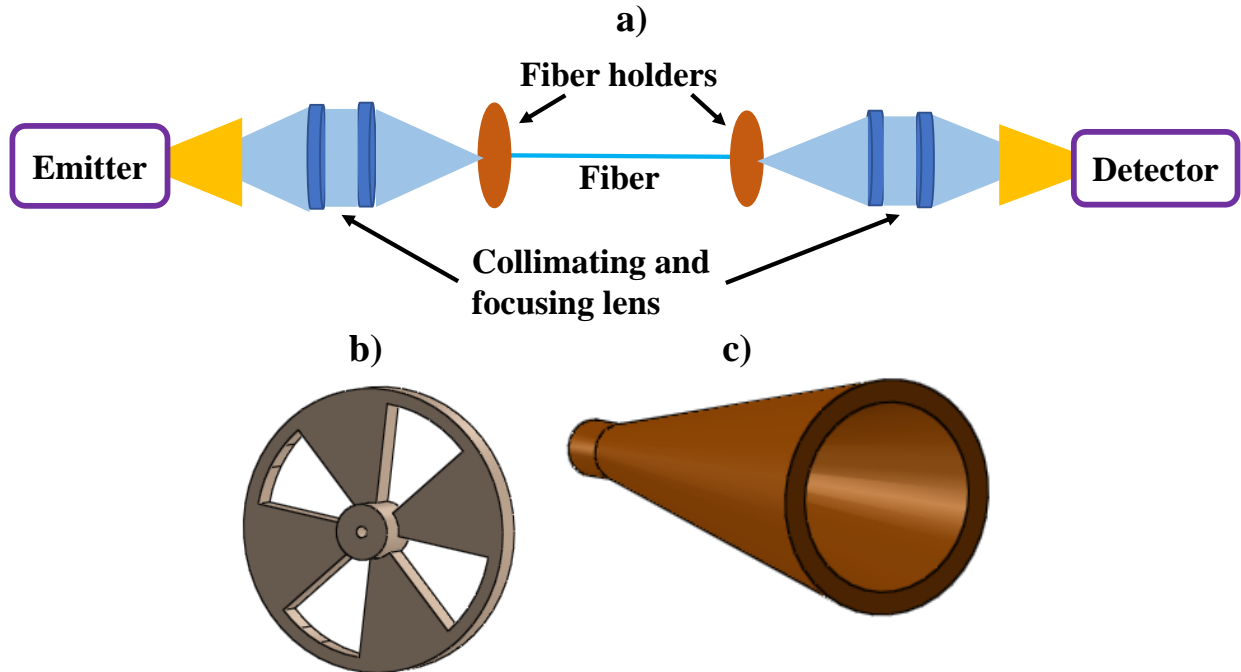 a)
Fiber holders
Emitter
Fiber
Detector
Collimating and
focusing lens
b)
c)